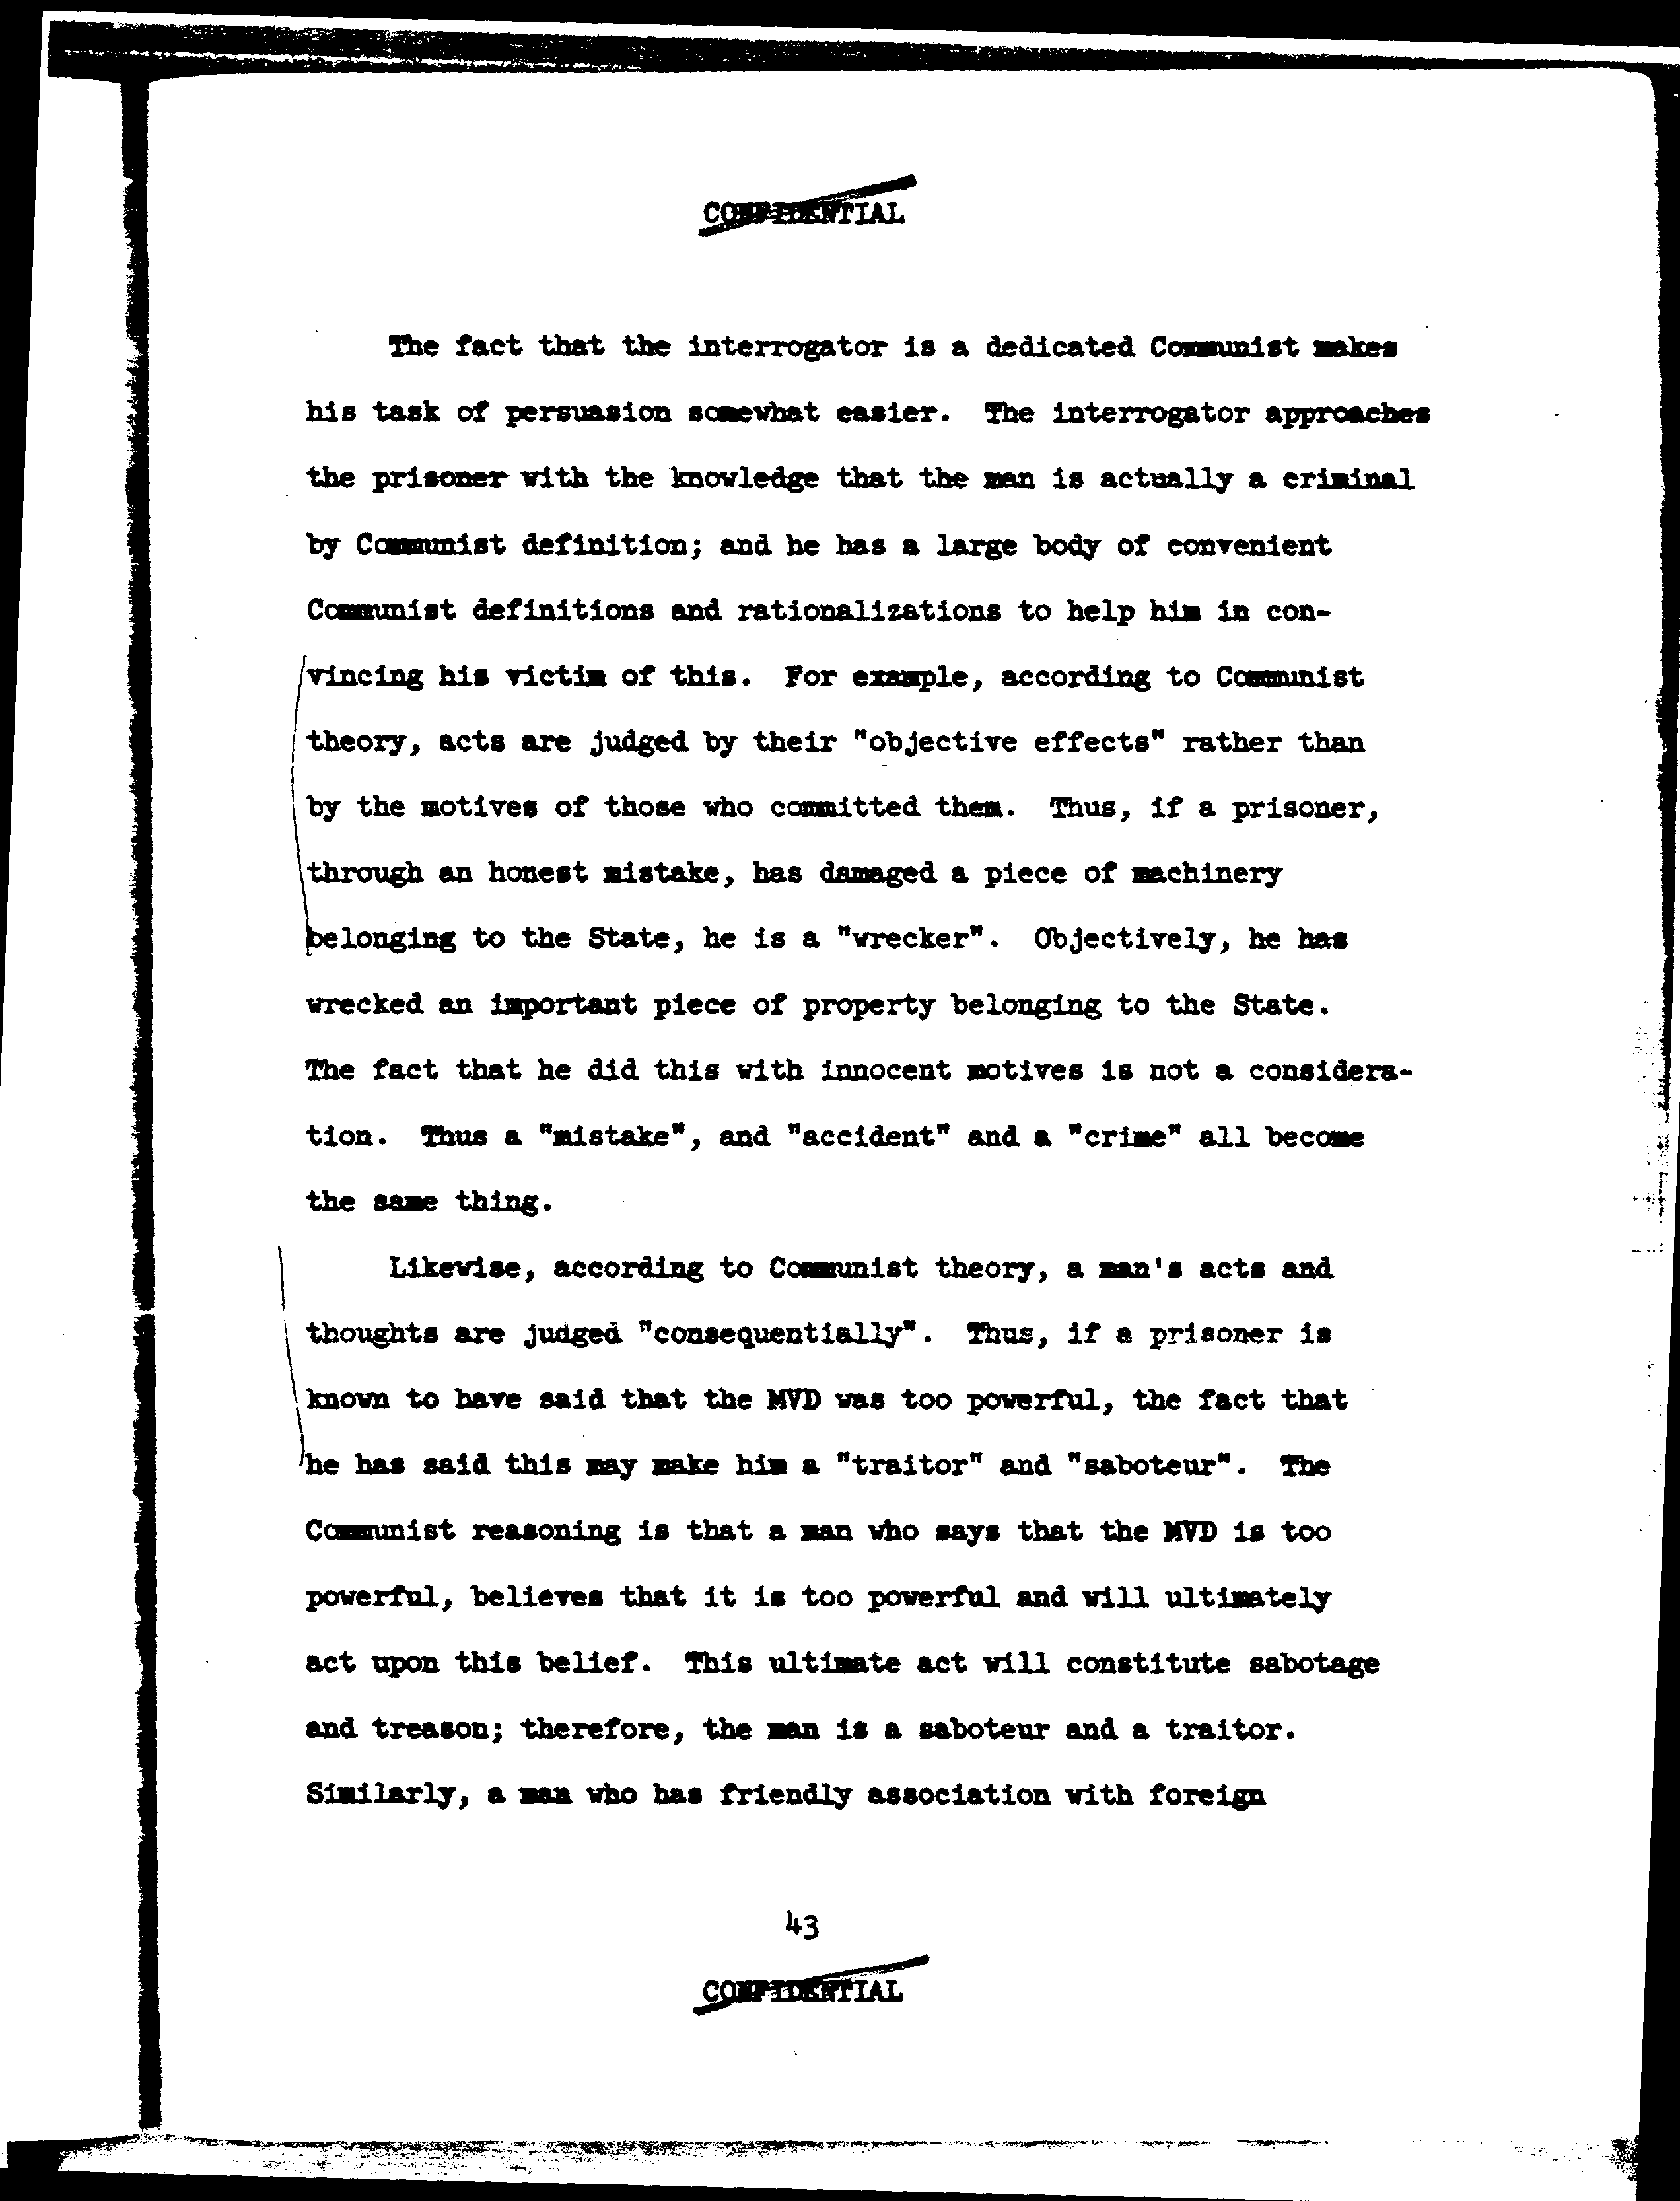 CONFIDENTIAL
The fact that the interrogator is a dedicated Communist makes
his task of persuasion somewhat easier. The interrogator approaches
the prisoner with the knowledge that the man is actually a criminal
by Communist definition; and he has a large body of convenient
Communist definitions and rationalizations to help him in con-
vincing his victim of this. For example, according to Communist
theory, acts are judged by their "objective effects" rather than
by the motives of those who committed them. Thus, if a prisoner,
through an honest mistake, has damaged a piece of machinery
belonging to the State, he is a "wrecker". Objectively, he has
wrecked an important piece of property belonging to the State.
The fact that he did this with innocent motives is not a considera-
tion. Thus a "mistake", and "accident" and a "crime" all become
the same thing.
Likewise, according to Communist theory, a man's acts and
thoughts are judged "consequentially". Thus, if a prisoner is
known to have said that the MVD was too powerful, the fact that
he has said this may make him a "traitor" and "saboteur". The
Communist reasoning is that a man who says that the MVD is too
powerful, believes that it is too powerful and will ultimately
act upon this belief. This ultimate act will constitute sabotage
and treason; therefore, the man is a saboteur and a traitor.
Similarly, a man who has friendly association with foreign
43
CONFIDENTIAL